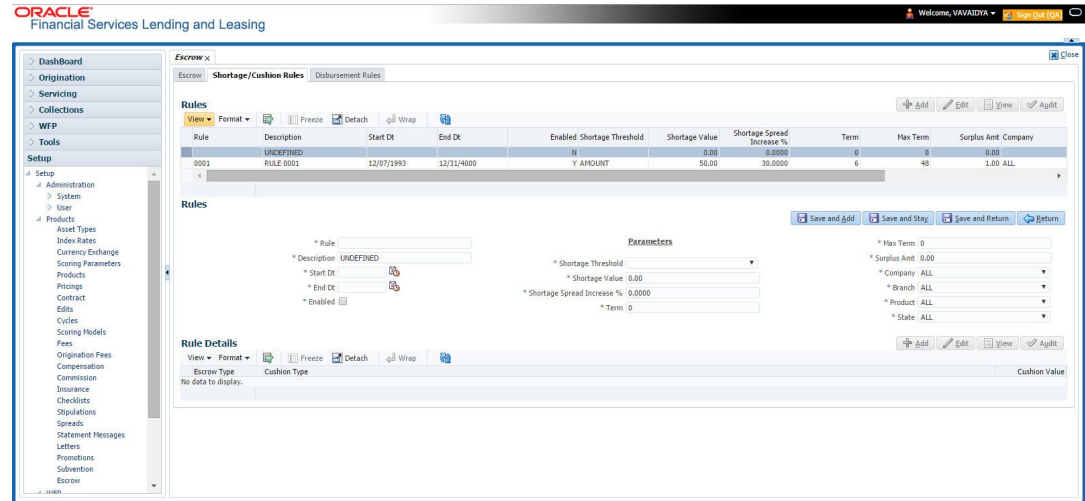 ORACLE®
Financial Services Lending and Leasing
Welcome, VAVAIDYA
Sign Out [QA]
DashBoard
Origination
Servicing
Collections
WFP
Tools
Setup
Setup
Administration
System
User
Products
Asset Types
Index Rates
Currency Exchange
Scoring Parameters
Products
Pricings
Contract
Edits
Cycles
Scoring Models
Fees
Origination Fees
Compensation
Commission
Insurance
Checklists
Stipulations
Spreads
Statement Messages
Letters
Promotions
Subvention
Escrow
WFP
Escrow x
Close
Escrow Shortage/Cushion Rules Disbursement Rules
Rules
Add Edit View Audit
View Format Freeze Detach Wrap
Rule Description Start Dt End Dt Enabled Shortage Threshold Shortage Value Shortage Spread Increase % Term Max Term Surplus Amt Company
UNDEFINED N 0.00 0.0000 0 0 0.00
0001 RULE 0001 12/07/1993 12/31/4000 Y AMOUNT 50.00 30.0000 6 48 1.00 ALL
Rules
Save and Add Save and Stay Save and Return Return
* Rule
* Description UNDEFINED
* Start Dt
* End Dt
* Enabled
Parameters
* Shortage Threshold
* Shortage Value 0.00
* Shortage Spread Increase % 0.0000
* Term 0
* Max Term 0
* Surplus Amt 0.00
* Company ALL
* Branch ALL
* Product ALL
* State ALL
Rule Details
Add Edit View Audit
View Format Freeze Detach Wrap
Escrow Type Cushion Type Cushion Value
No data to display.